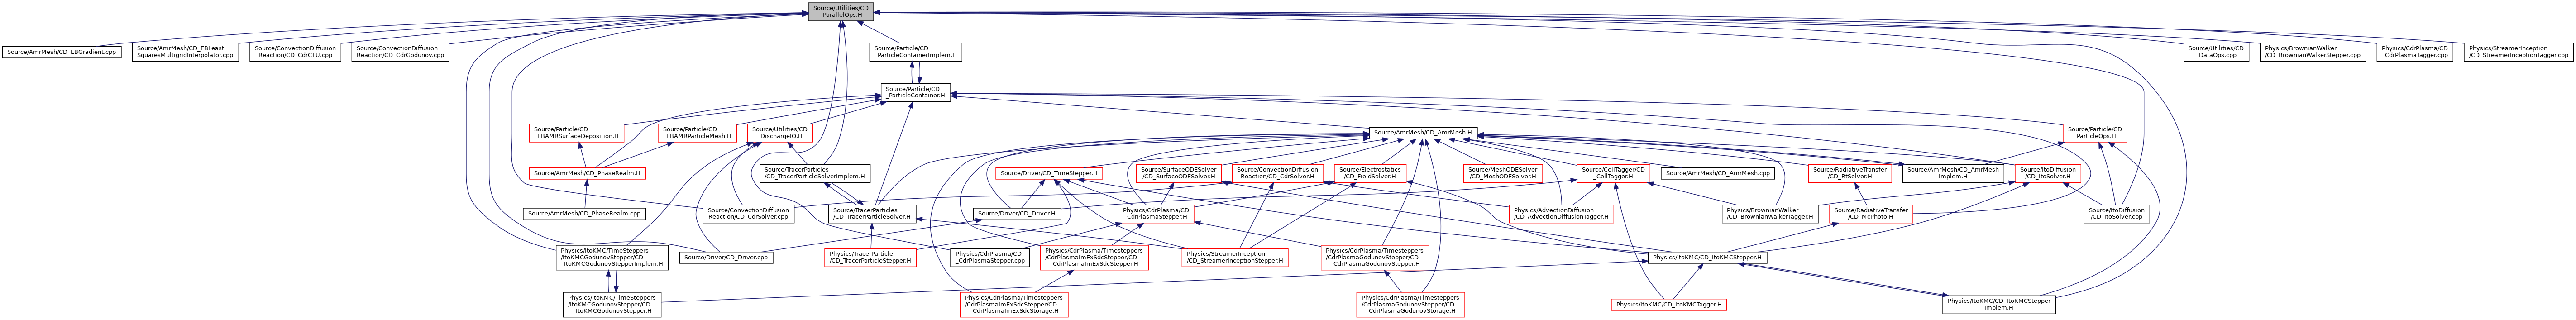 Source/Utilities/CD
_ParallelOps.H
Source/AmrMesh/CD_EBGradient.cpp
Source/AmrMesh/CD_EBLeast
SquaresMultigridInterpolator.cpp
Source/ConvectionDiffusion
Reaction/CD_CdrCTU.cpp
Source/ConvectionDiffusion
Reaction/CD_CdrGodunov.cpp
Source/Particle/CD
_ParticleContainerImplem.H
Source/Utilities/CD
_DataOps.cpp
Physics/BrownianWalker
/CD_BrownianWalkerStepper.cpp
Physics/CdrPlasma/CD
_CdrPlasmaTagger.cpp
Physics/StreamerInception
/CD_StreamerInceptionTagger.cpp
Source/Particle/CD
_ParticleContainer.H
Source/Particle/CD
_EBAMRSurfaceDeposition.H
Source/Particle/CD
_EBAMRParticleMesh.H
Source/Utilities/CD
_DischargeIO.H
Source/AmrMesh/CD_AmrMesh.H
Source/Particle/CD
_ParticleOps.H
Source/AmrMesh/CD_PhaseRealm.H
Source/TracerParticles
/CD_TracerParticleSolverImplem.H
Source/Driver/CD_TimeStepper.H
Source/SurfaceODESolver
/CD_SurfaceODESolver.H
Source/ConvectionDiffusion
Reaction/CD_CdrSolver.H
Source/Electrostatics
/CD_FieldSolver.H
Source/MeshODESolver
/CD_MeshODESolver.H
Source/CellTagger/CD
_CellTagger.H
Source/AmrMesh/CD_AmrMesh.cpp
Source/RadiativeTransfer
/CD_RtSolver.H
Source/AmrMesh/CD_AmrMesh
Implem.H
Source/ItoDiffusion
/CD_ItoSolver.H
Source/AmrMesh/CD_PhaseRealm.cpp
Source/ConvectionDiffusion
Reaction/CD_CdrSolver.cpp
Source/TracerParticles
/CD_TracerParticleSolver.H
Source/Driver/CD_Driver.H
Physics/CdrPlasma/CD
_CdrPlasmaStepper.H
Physics/AdvectionDiffusion
/CD_AdvectionDiffusionTagger.H
Physics/BrownianWalker
/CD_BrownianWalkerTagger.H
Source/RadiativeTransfer
/CD_McPhoto.H
Source/ItoDiffusion
/CD_ItoSolver.cpp
Physics/ItoKMC/TimeSteppers
/ItoKMCGodunovStepper/CD
_ItoKMCGodunovStepperImplem.H
Source/Driver/CD_Driver.cpp
Physics/TracerParticle
/CD_TracerParticleStepper.H
Physics/CdrPlasma/CD
_CdrPlasmaStepper.cpp
Physics/CdrPlasma/Timesteppers
/CdrPlasmaImExSdcStepper/CD
_CdrPlasmaImExSdcStepper.H
Physics/StreamerInception
/CD_StreamerInceptionStepper.H
Physics/CdrPlasma/Timesteppers
/CdrPlasmaGodunovStepper/CD
_CdrPlasmaGodunovStepper.H
Physics/ItoKMC/CD_ItoKMCStepper.H
Physics/ItoKMC/TimeSteppers
/ItoKMCGodunovStepper/CD
_ItoKMCGodunovStepper.H
Physics/CdrPlasma/Timesteppers
/CdrPlasmaImExSdcStepper/CD
_CdrPlasmaImExSdcStorage.H
Physics/CdrPlasma/Timesteppers
/CdrPlasmaGodunovStepper/CD
_CdrPlasmaGodunovStorage.H
Physics/ItoKMC/CD_ItoKMCTagger.H
Physics/ItoKMC/CD_ItoKMCStepper
Implem.H